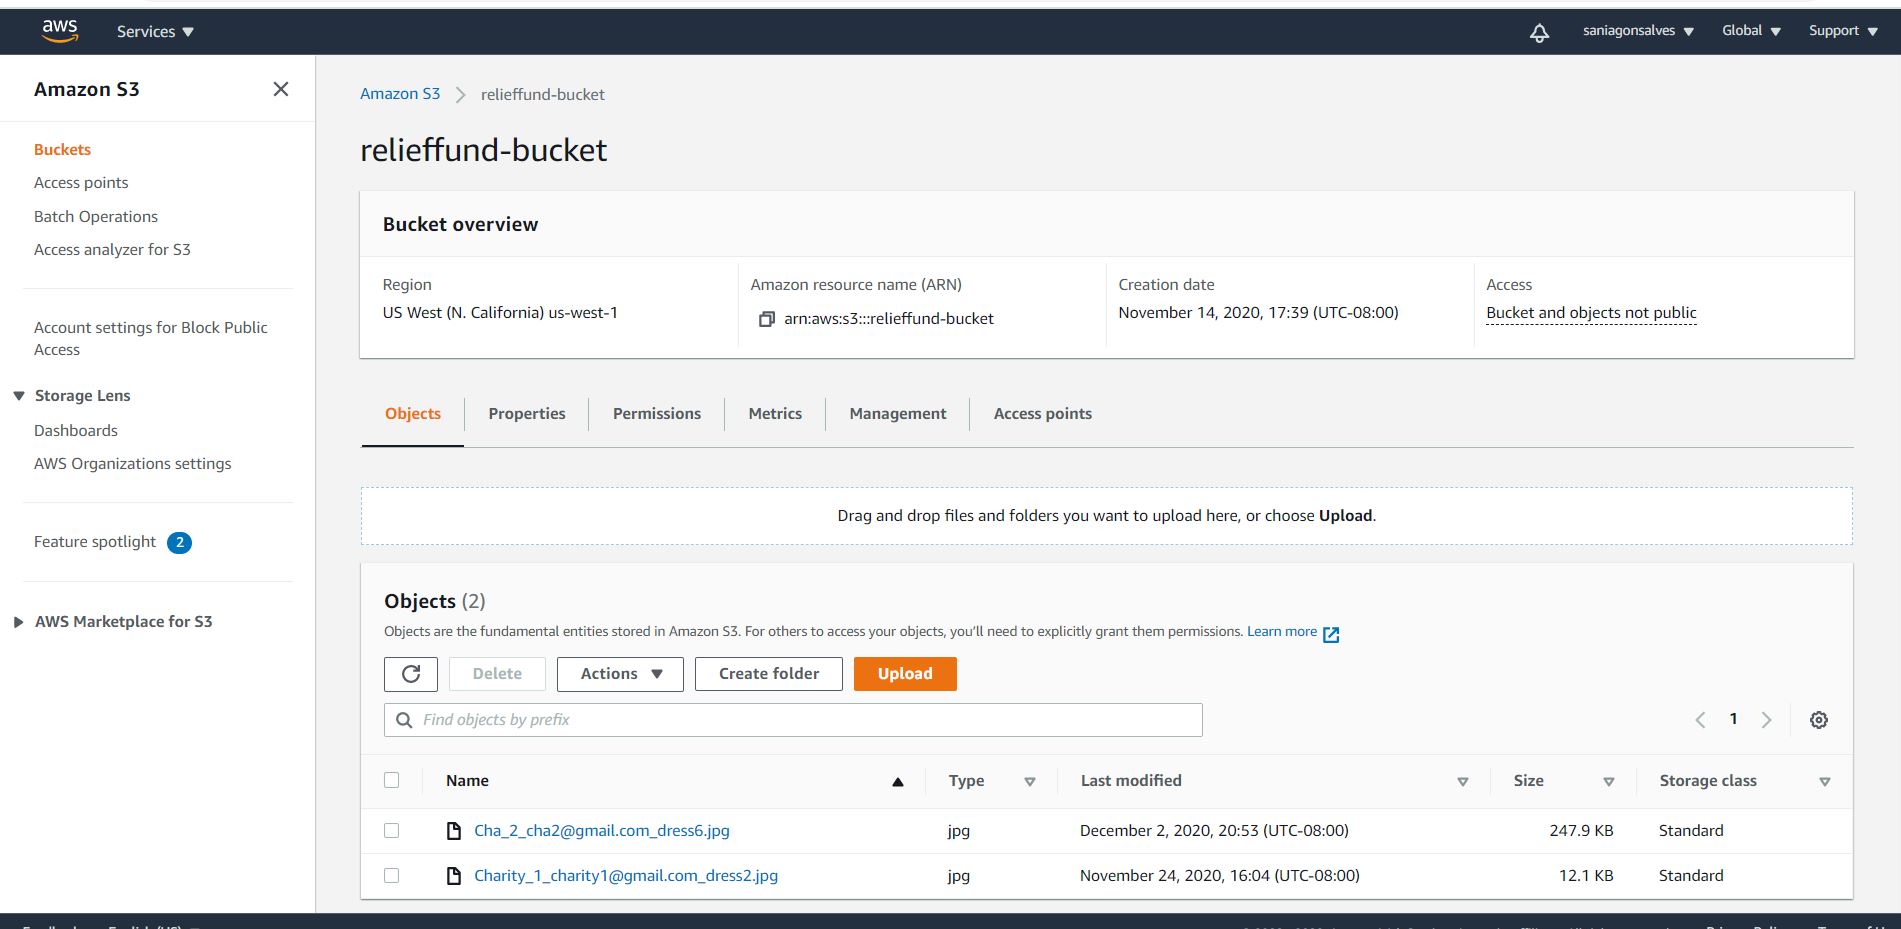 aws
Services
saniagonsalves
Global
Support
Amazon S3
Buckets
Access points
Batch Operations
Access analyzer for S3
Account settings for Block Public
Access
Storage Lens
Dashboards
AWS Organizations settings
Feature spotlight 2
AWS Marketplace for S3
Amazon S3 relieffund-bucket
relieffund-bucket
Bucket overview
Region
US West (N. California) us-west-1
Amazon resource name (ARN)
arn:aws:s3:::relieffund-bucket
Creation date
November 14, 2020, 17:39 (UTC-08:00)
Access
Bucket and objects not public
Objects Properties Permissions Metrics Management Access points
Drag and drop files and folders you want to upload here, or choose Upload.
Objects (2)
Objects are the fundamental entities stored in Amazon S3. For others to access your objects, you'll need to explicitly grant them permissions. Learn more
Delete Actions Create folder Upload
Find objects by prefix
1
Name Type Last modified Size Storage class
Cha_2_cha2@gmail.com_dress6.jpg jpg December 2, 2020, 20:53 (UTC-08:00) 247.9 KB Standard
Charity_1_charity1@gmail.com_dress2.jpg jpg November 24, 2020, 16:04 (UTC-08:00) 12.1 KB Standard